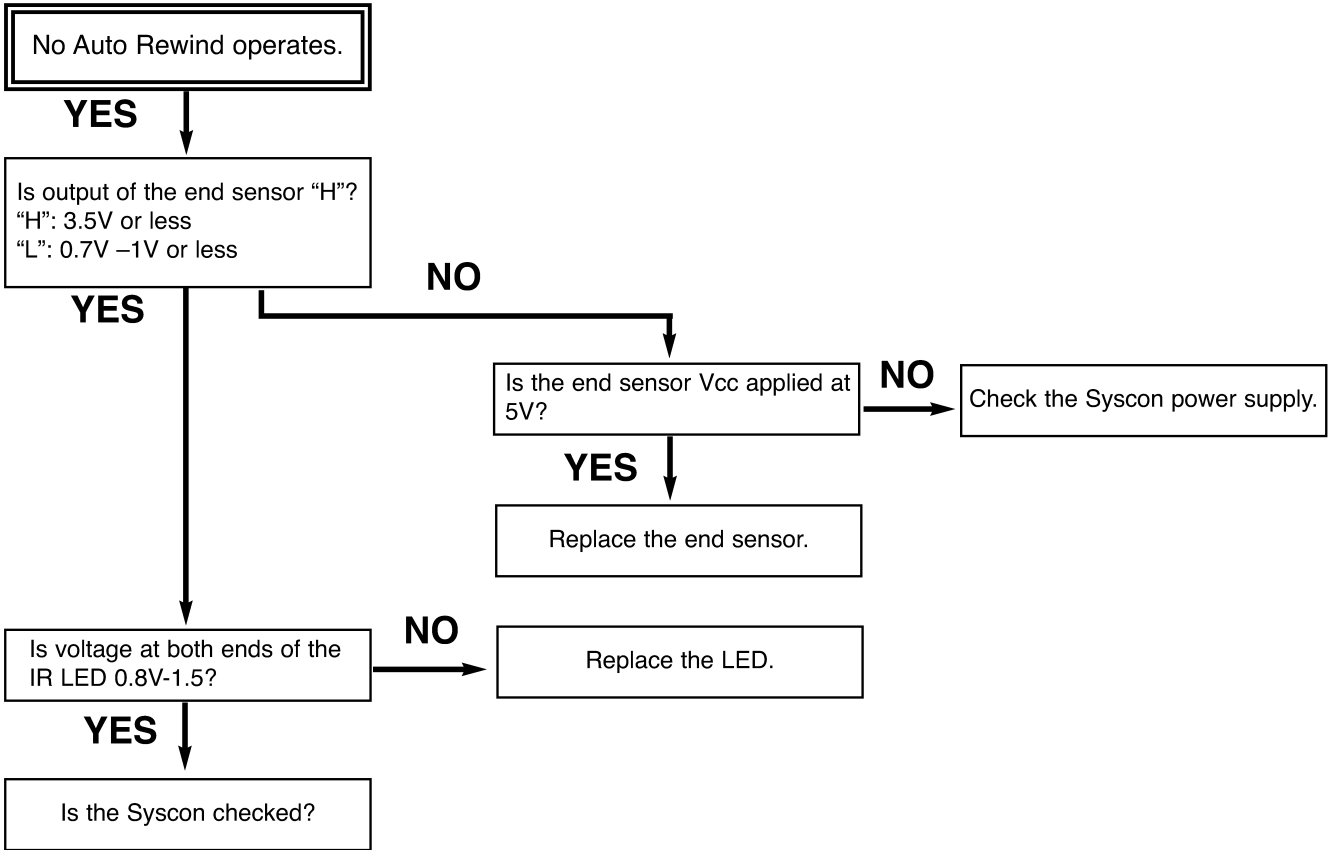 No Auto Rewind operates.
YES
Is output of the end sensor “H”?
“H”: 3.5V or less
“L”: 0.7V –1V or less
NO
YES
Is the end sensor Vcc applied at
5V?
NO
Check the Syscon power supply.
YES
Replace the end sensor.
Is voltage at both ends of the
IR LED 0.8V-1.5?
NO
Replace the LED.
YES
Is the Syscon checked?